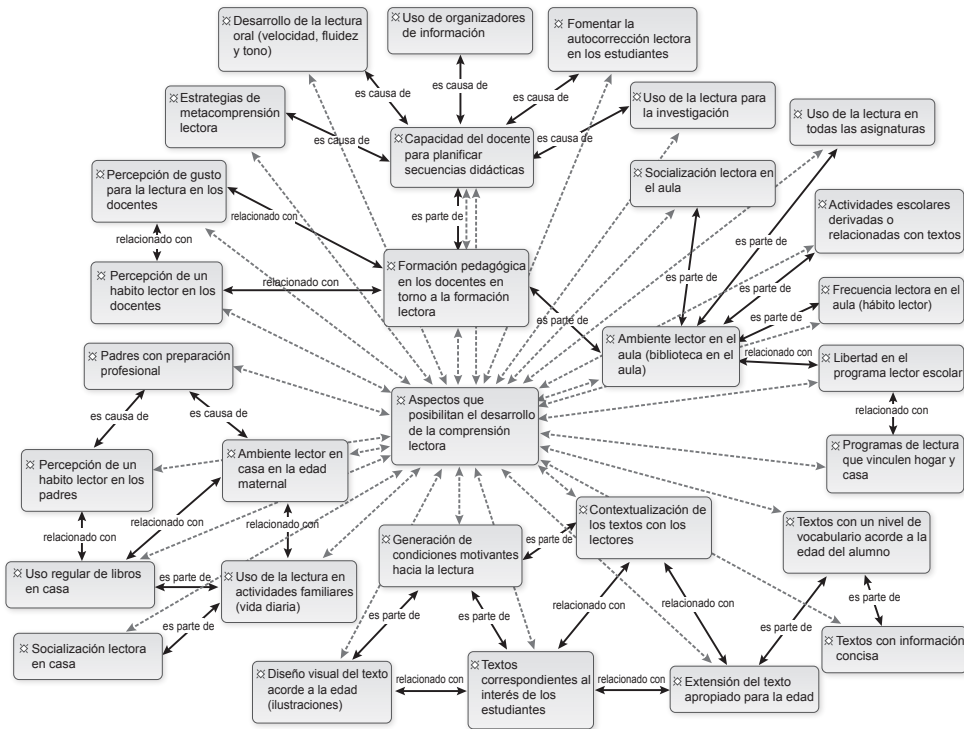 ¤ Desarrollo de la lectura
oral (velocidad, fluidez
y tono)
¤ Uso de organizadores
de información
¤ Fomentar la
autocorrección lectora
en los estudiantes
es causa de
es causa de
es causa de
¤ Estrategias de
metacomprensión
lectora
es causa de
¤ Capacidad del docente
para planificar
secuencias didácticas
es causa de
¤ Uso de la lectura para
la investigación
¤ Uso de la lectura en
todas las asignaturas
¤ Percepción de gusto
para la lectura en los
docentes
¤ Socialización lectora en
el aula
relacionado con
es parte de
¤ Actividades escolares
derivadas o
relacionadas con textos
relacionado con
es parte de
¤ Percepción de un
habito lector en los
docentes
relacionado con
¤ Formación pedagógica
en los docentes en
torno a la formación
lectora
es parte de
es parte de
¤ Frecuencia lectora en el
aula (hábito lector)
es parte de
es parte de
¤ Ambiente lector en el
aula (biblioteca en el
aula)
relacionado con
¤ Libertad en el
programa lector escolar
¤ Padres con preparación
profesional
relacionado con
es causa de
es causa de
¤ Aspectos que
posibilitan el desarrollo
de la comprensión
lectora
¤ Programas de lectura
que vinculen hogar y
casa
¤ Percepción de un
habito lector en los
padres
¤ Ambiente lector en
casa en la edad
maternal
relacionado con
relacionado con
relacionado con
¤ Generación de
condiciones motivantes
hacia la lectura
es parte de
¤ Contextualización de
los textos con los
lectores
¤ Textos con un nivel de
vocabulario acorde a la
edad del alumno
¤ Uso regular de libros
en casa
es parte de
¤ Uso de la lectura en
actividades familiares
(vida diaria)
es parte de
es parte de
es parte de
relacionado con
relacionado con
es parte de
es parte de
¤ Socialización lectora
en casa
¤ Textos con información
concisa
¤ Diseño visual del texto
acorde a la edad
(ilustraciones)
relacionado con
¤ Textos
correspondientes al
interés de los
estudiantes
relacionado con
¤ Extensión del texto
apropiado para la edad